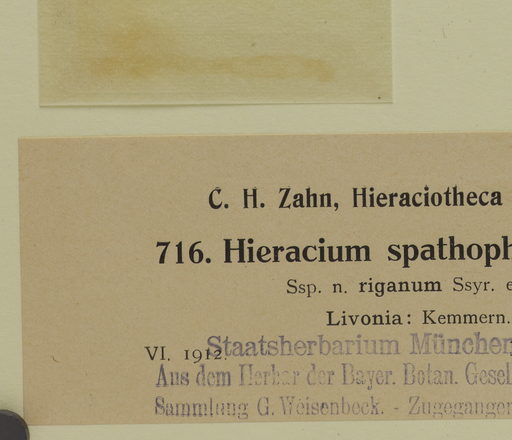 C. H. Zahn, Hieraciotheca
716. Hieracium spathoph
Ssp. n. riganum Ssyr. e
Livonia: Kemmern.
Staatsherbarium München
VI. 1912.
Aus dem Herbar der Bayer. Botan. Gesel
Sammlung G. Weisenbeck. - Zugegangen